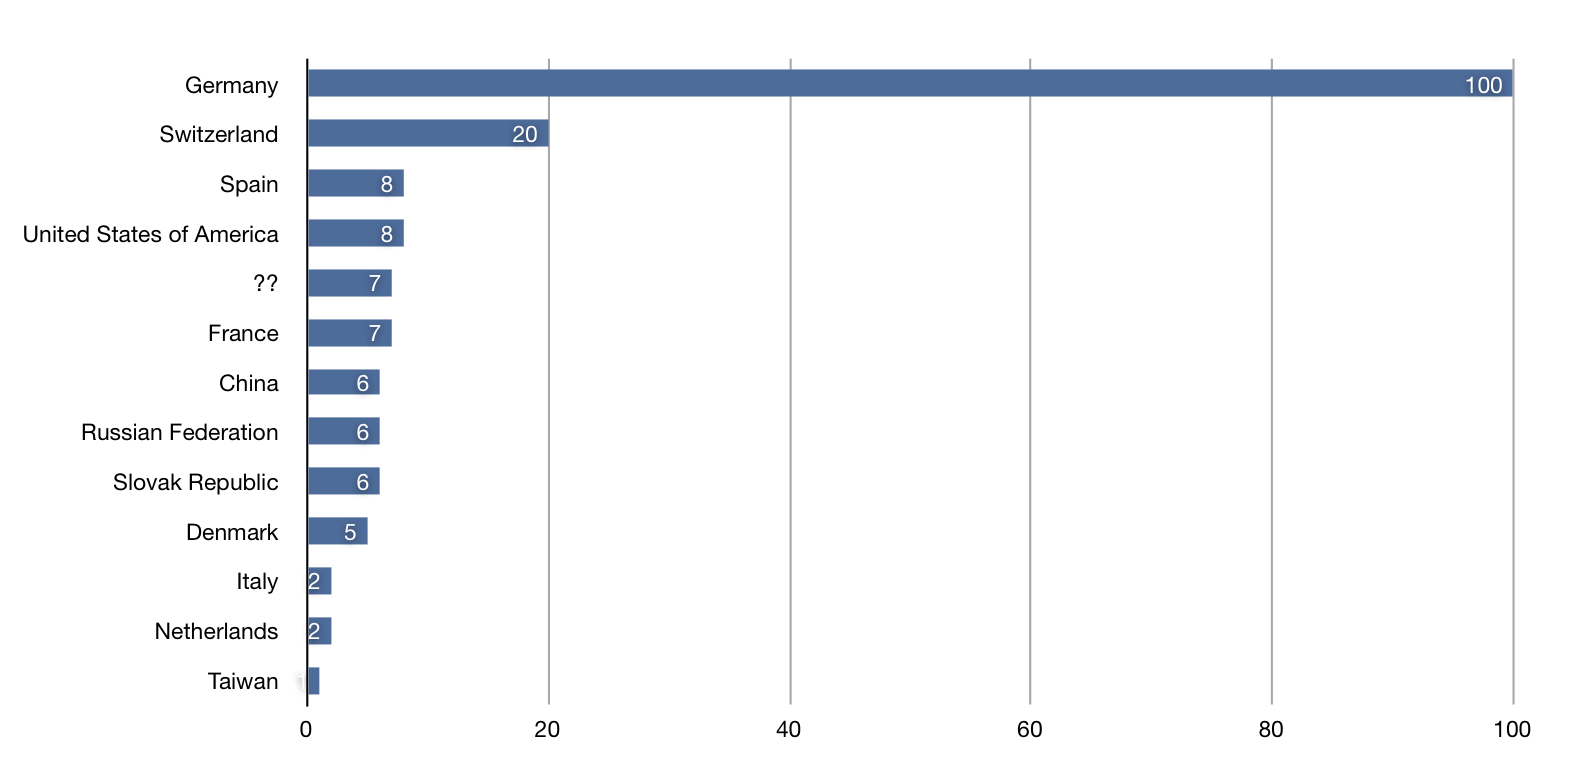 Germany 100
Switzerland 20
Spain 8
United States of America 8
?? 7
France 7
China 6
Russian Federation 6
Slovak Republic 6
Denmark 5
Italy 2
Netherlands 2
Taiwan 1
0 20 40 60 80 100